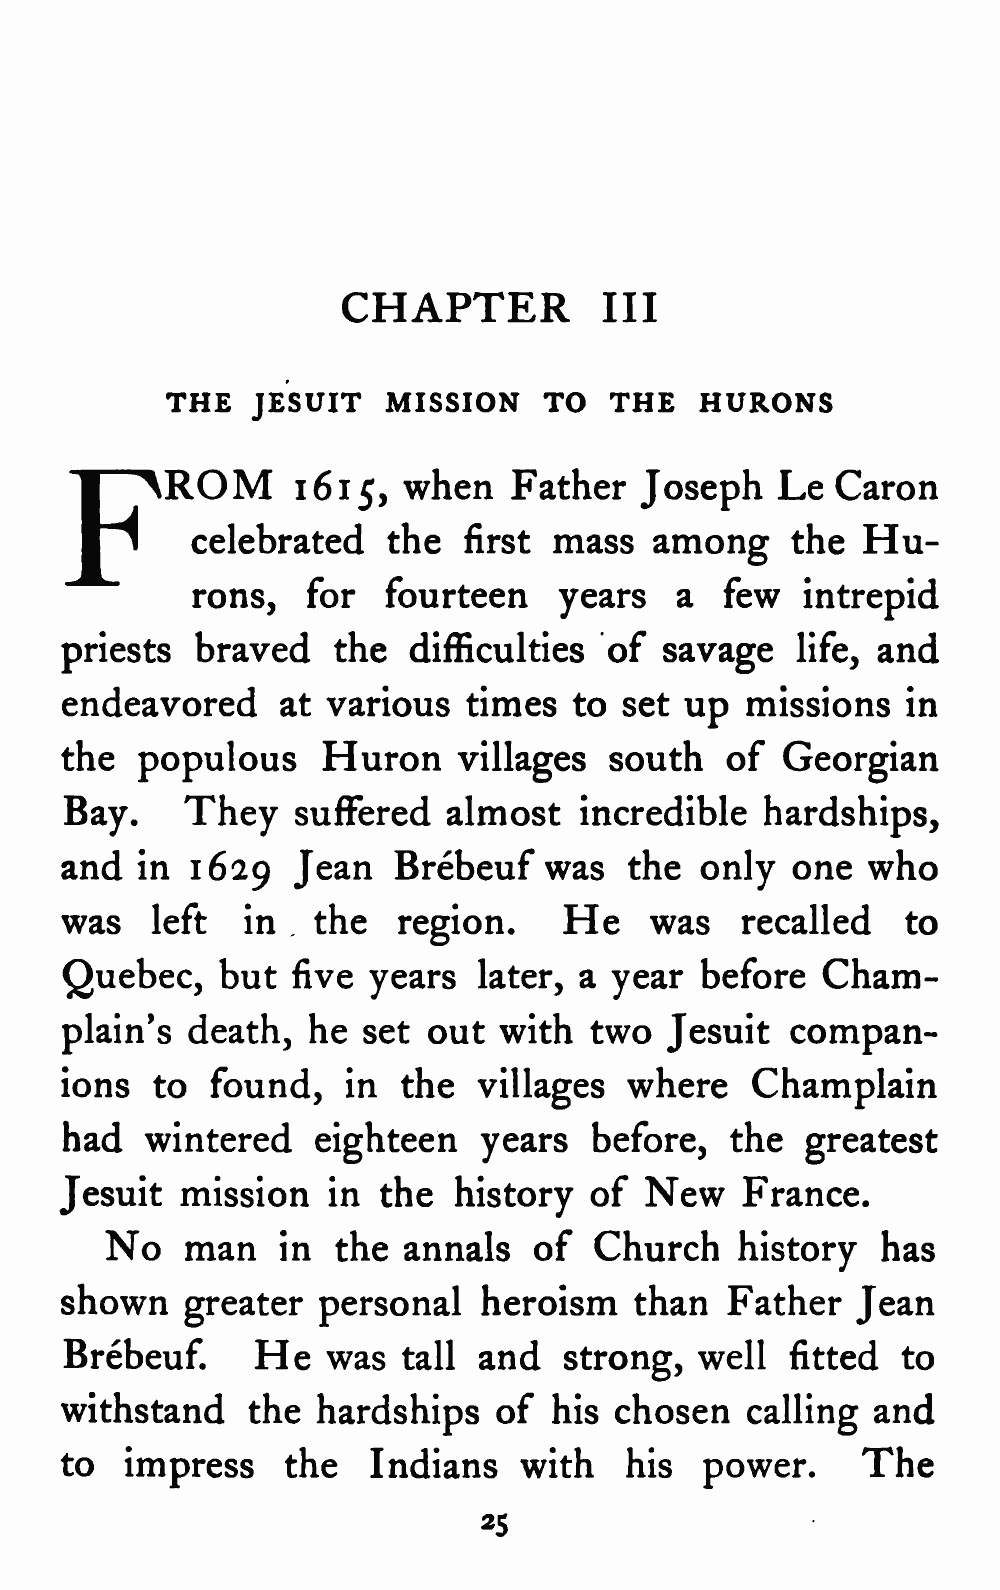 CHAPTER III
THE JESUIT MISSION TO THE HURONS
FROM 1615, when Father Joseph Le Caron
celebrated the first mass among the Hu-
rons, for fourteen years a few intrepid
priests braved the difficulties of savage life, and
endeavored at various times to set up missions in
the populous Huron villages south of Georgian
Bay. They suffered almost incredible hardships,
and in 1629 Jean Brébeuf was the only one who
was left in the region. He was recalled to
Quebec, but five years later, a year before Cham-
plain's death, he set out with two Jesuit compan-
ions to found, in the villages where Champlain
had wintered eighteen years before, the greatest
Jesuit mission in the history of New France.
No man in the annals of Church history has
shown greater personal heroism than Father Jean
Brébeuf. He was tall and strong, well fitted to
withstand the hardships of his chosen calling and
to impress the Indians with his power. The
25